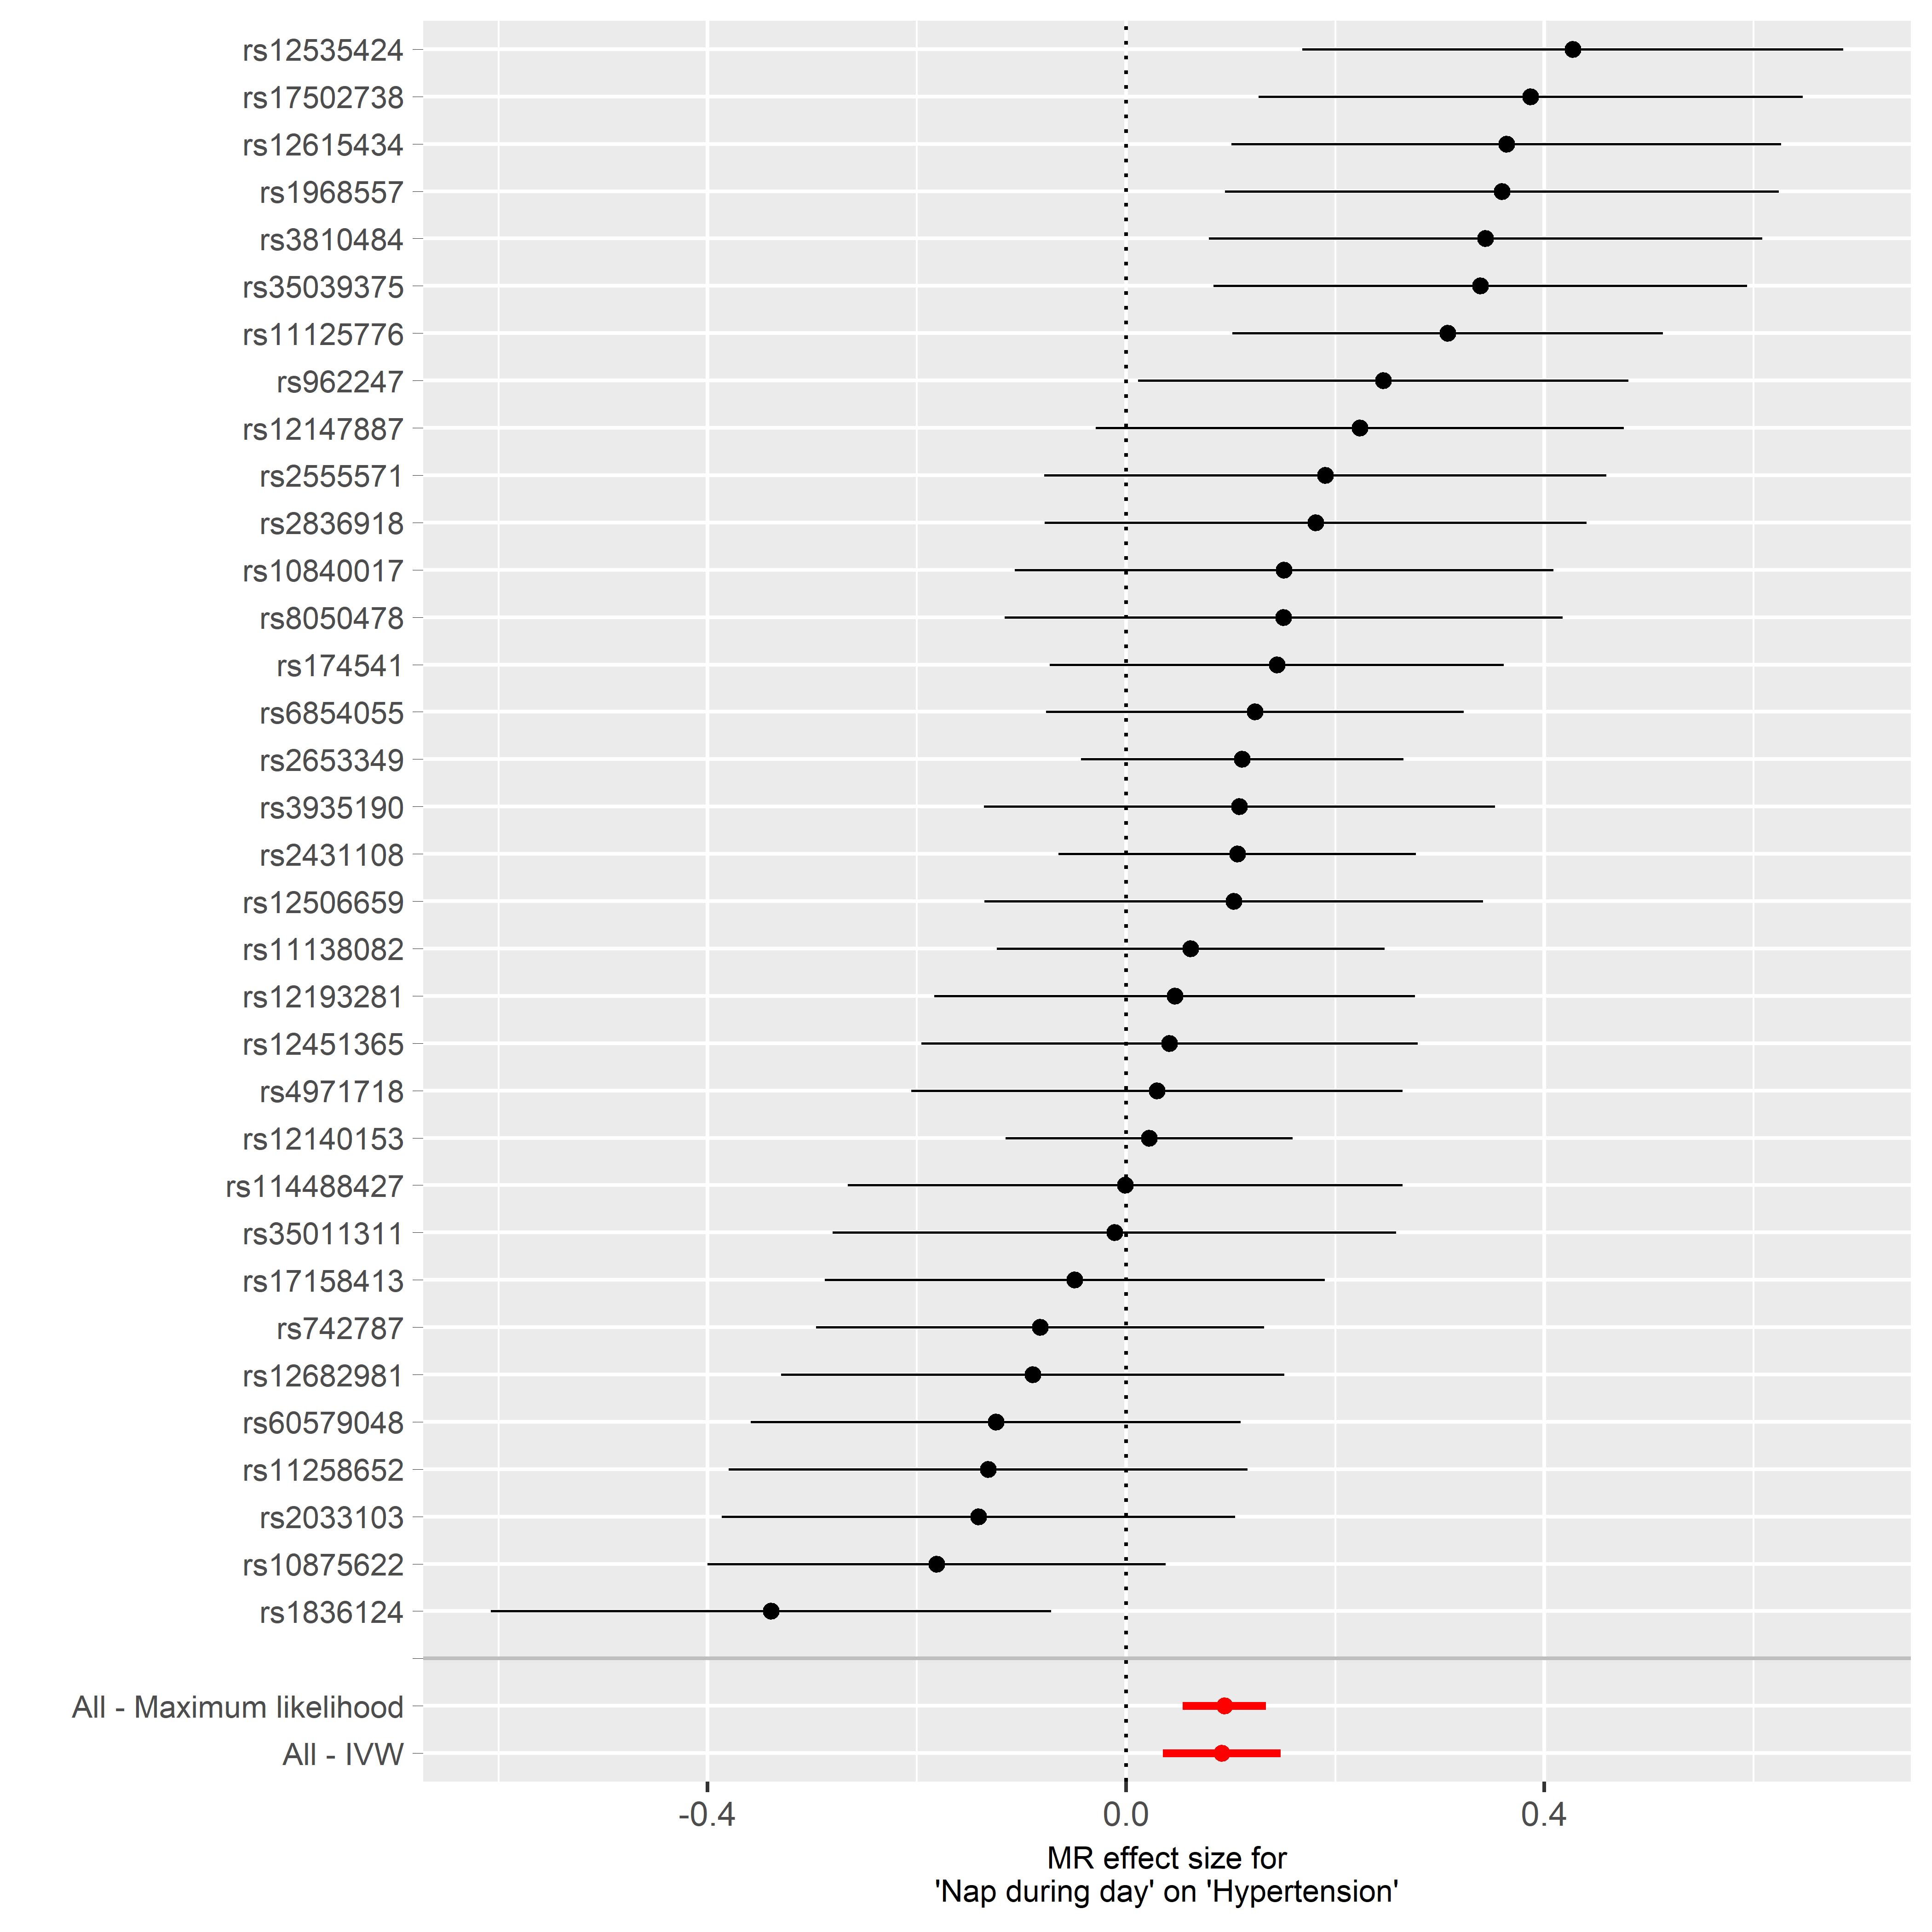 rs12535424
rs17502738
rs12615434
rs1968557
rs3810484
rs35039375
rs11125776
rs962247
rs12147887
rs2555571
rs2836918
rs10840017
rs8050478
rs174541
rs6854055
rs2653349
rs3935190
rs2431108
rs12506659
rs11138082
rs12193281
rs12451365
rs4971718
rs12140153
rs114488427
rs35011311
rs17158413
rs742787
rs12682981
rs60579048
rs11258652
rs2033103
rs10875622
rs1836124
All - Maximum likelihood
All - IVW
-0.4 0.0 0.4
MR effect size for
'Nap during day' on 'Hypertension'